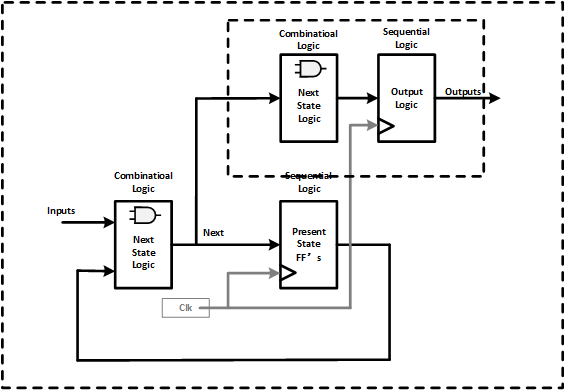 Combinatioal
Logic
Sequential
Logic
Next
State
Logic
Output
Logic
Outputs
Combinatioal
Logic
Sequential
Logic
Inputs
Next
State
Logic
Next
Present
State
FF’s
Clk